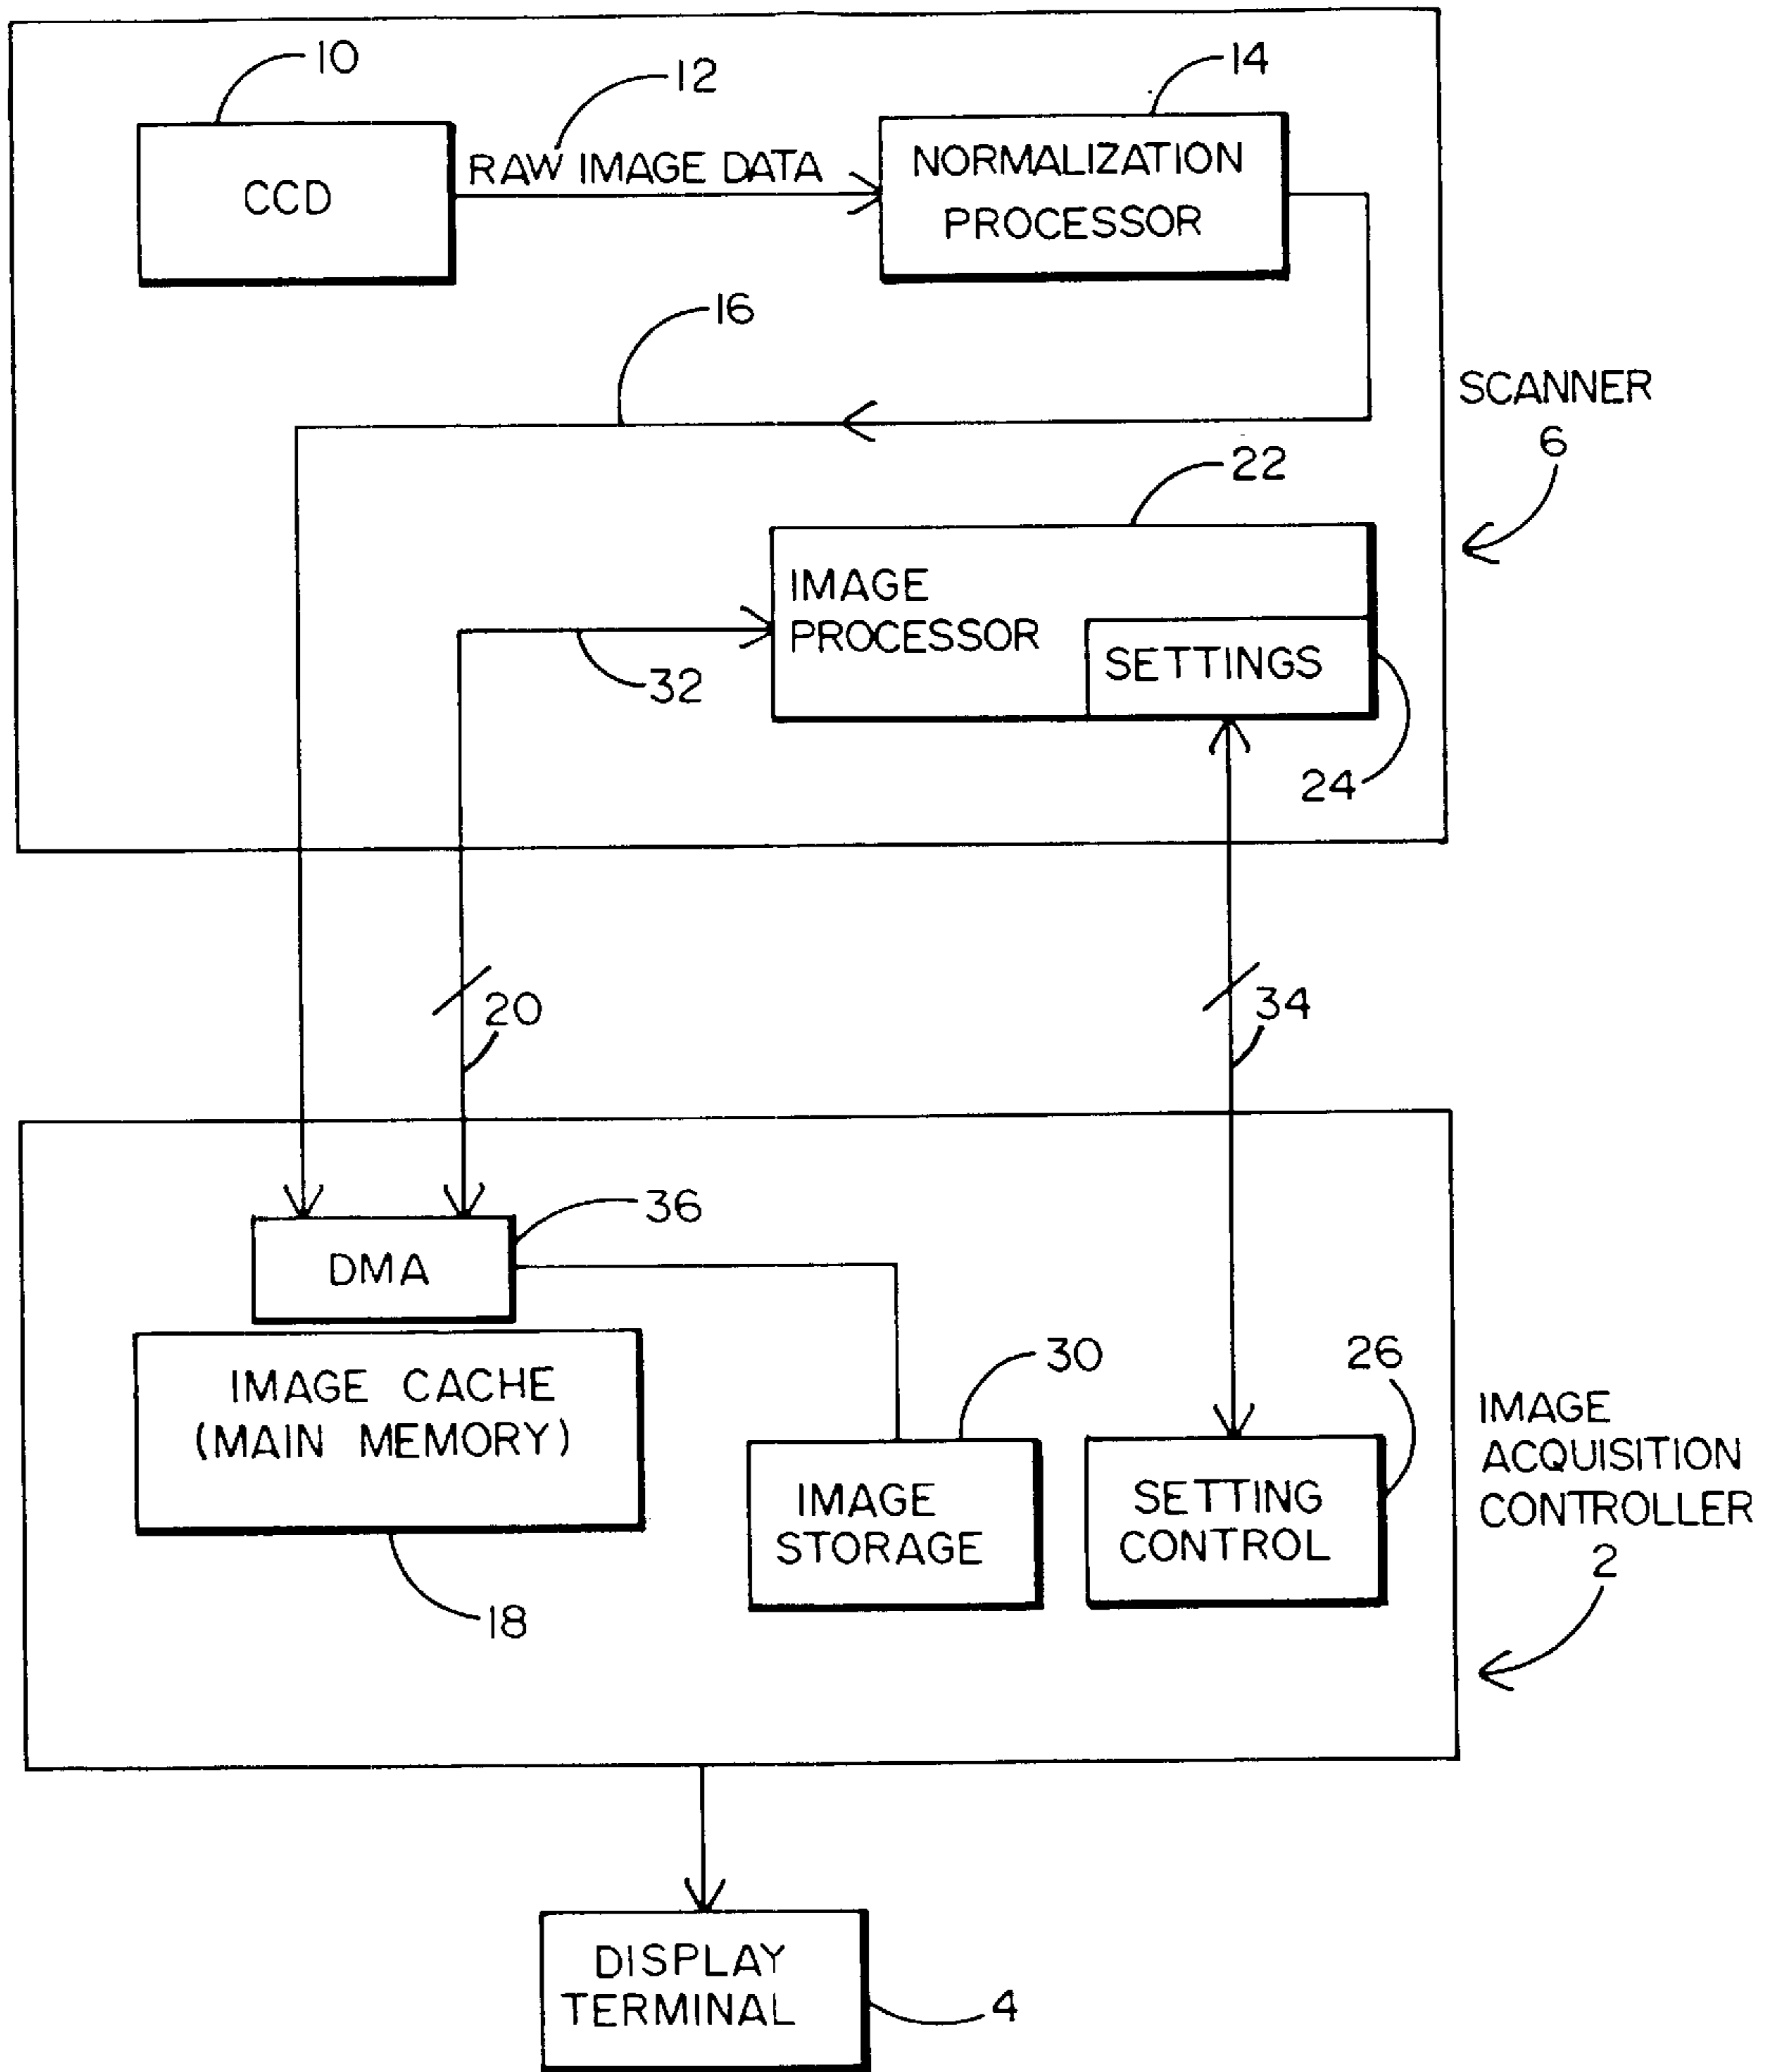 10
12
14
CCD
RAW IMAGE DATA
NORMALIZATION
PROCESSOR
16
SCANNER
6
22
IMAGE
PROCESSOR
SETTINGS
32
24
20
34
36
DMA
IMAGE CACHE
(MAIN MEMORY)
30
26
IMAGE
ACQUISITION
CONTROLLER
2
IMAGE
STORAGE
SETTING
CONTROL
18
DISPLAY
TERMINAL
4